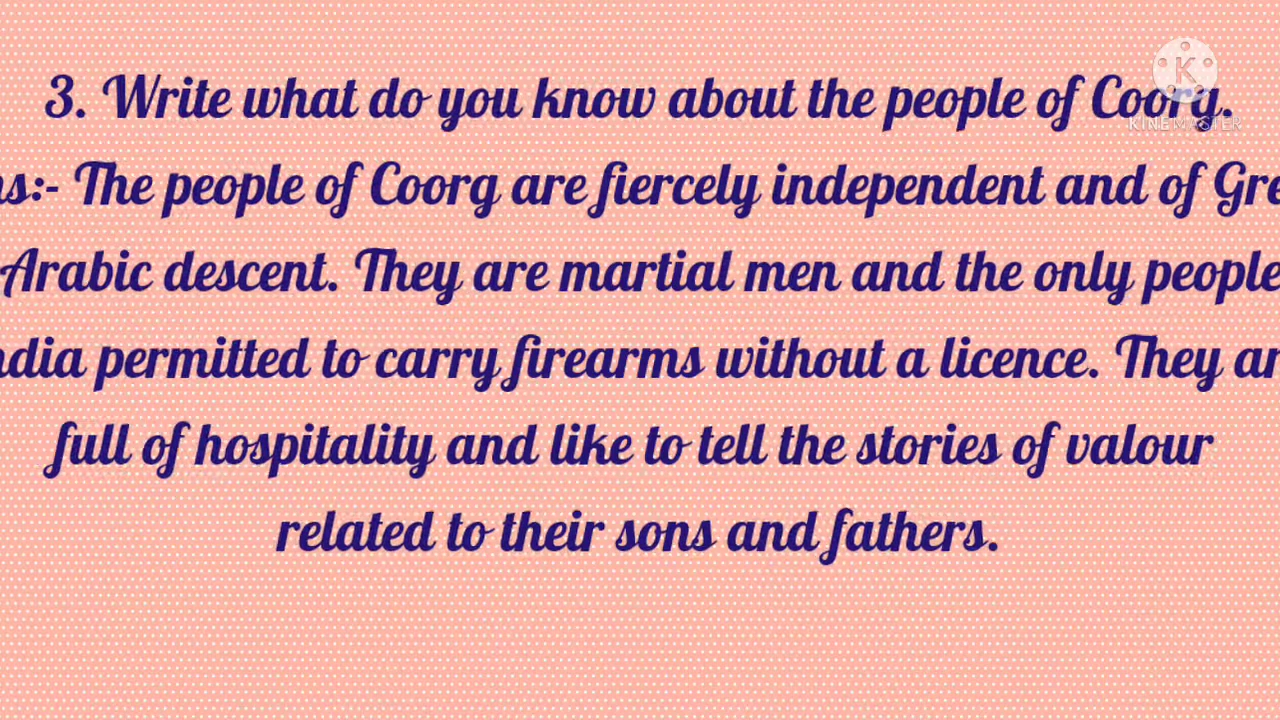 3. Write what do you know about the people of Coorg.
KINEMASTER
ns:- The people of Coorg are fiercely independent and of Gre
Arabic descent. They are martial men and the only people
ndia permitted to carry firearms without a licence. They ar
full of hospitality and like to tell the stories of valour
related to their sons and fathers.